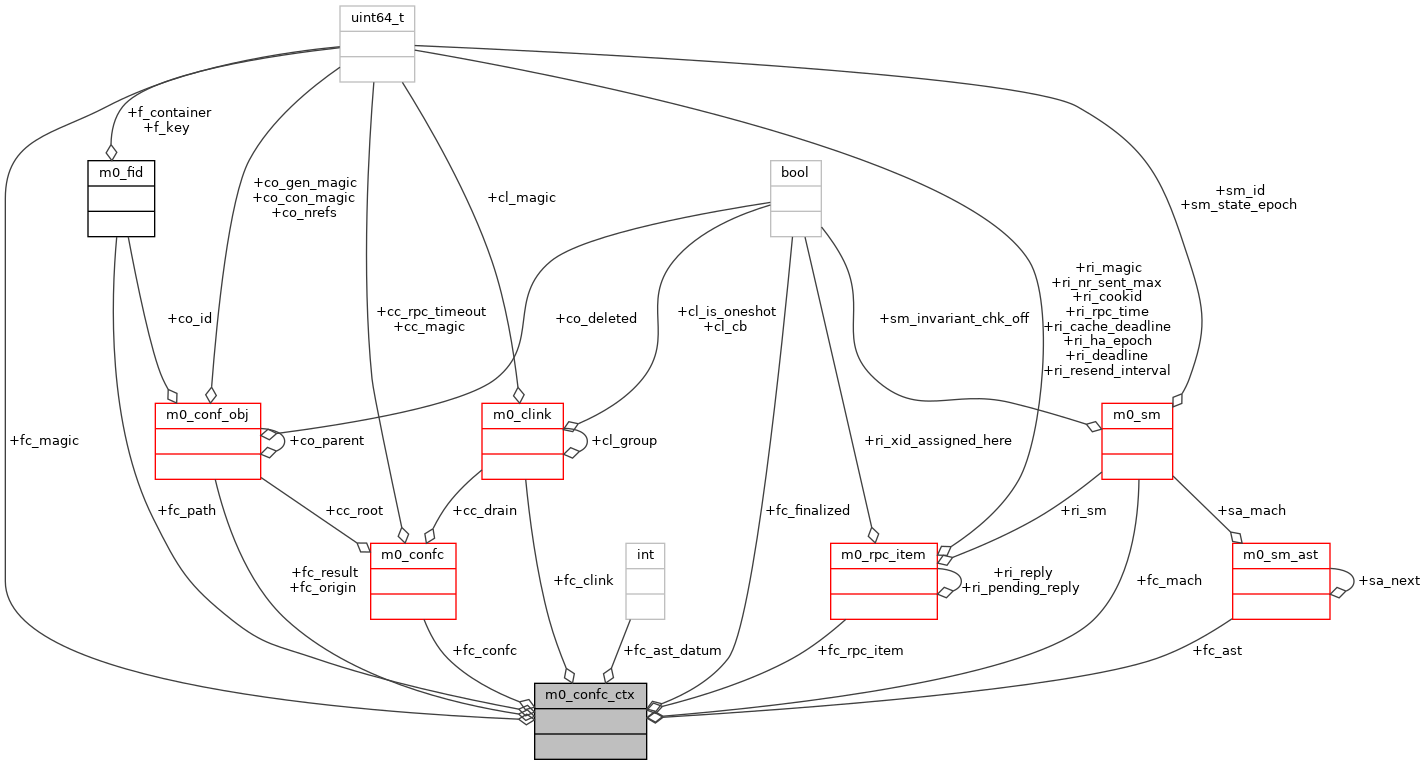 uint64_t
+f_container
+f_key
m0_fid
bool
+co_gen_magic
+co_con_magic
+co_nrefs
+cl_magic
+sm_id
+sm_state_epoch
+ri_magic
+ri_nr_sent_max
+ri_cookid
+ri_rpc_time
+ri_cache_deadline
+ri_ha_epoch
+ri_deadline
+ri_resend_interval
+co_id
+cc_rpc_timeout
+cc_magic
+co_deleted
+cl_is_oneshot
+cl_cb
+sm_invariant_chk_off
m0_conf_obj
m0_clink
m0_sm
+fc_magic
+co_parent
+cl_group
+ri_xid_assigned_here
+fc_path
+cc_root
+cc_drain
+fc_finalized
+ri_sm
+sa_mach
m0_confc
int
m0_rpc_item
m0_sm_ast
+fc_result
+fc_origin
+fc_clink
+ri_reply
+ri_pending_reply
+fc_mach
+sa_next
+fc_confc
+fc_ast_datum
+fc_rpc_item
+fc_ast
m0_confc_ctx